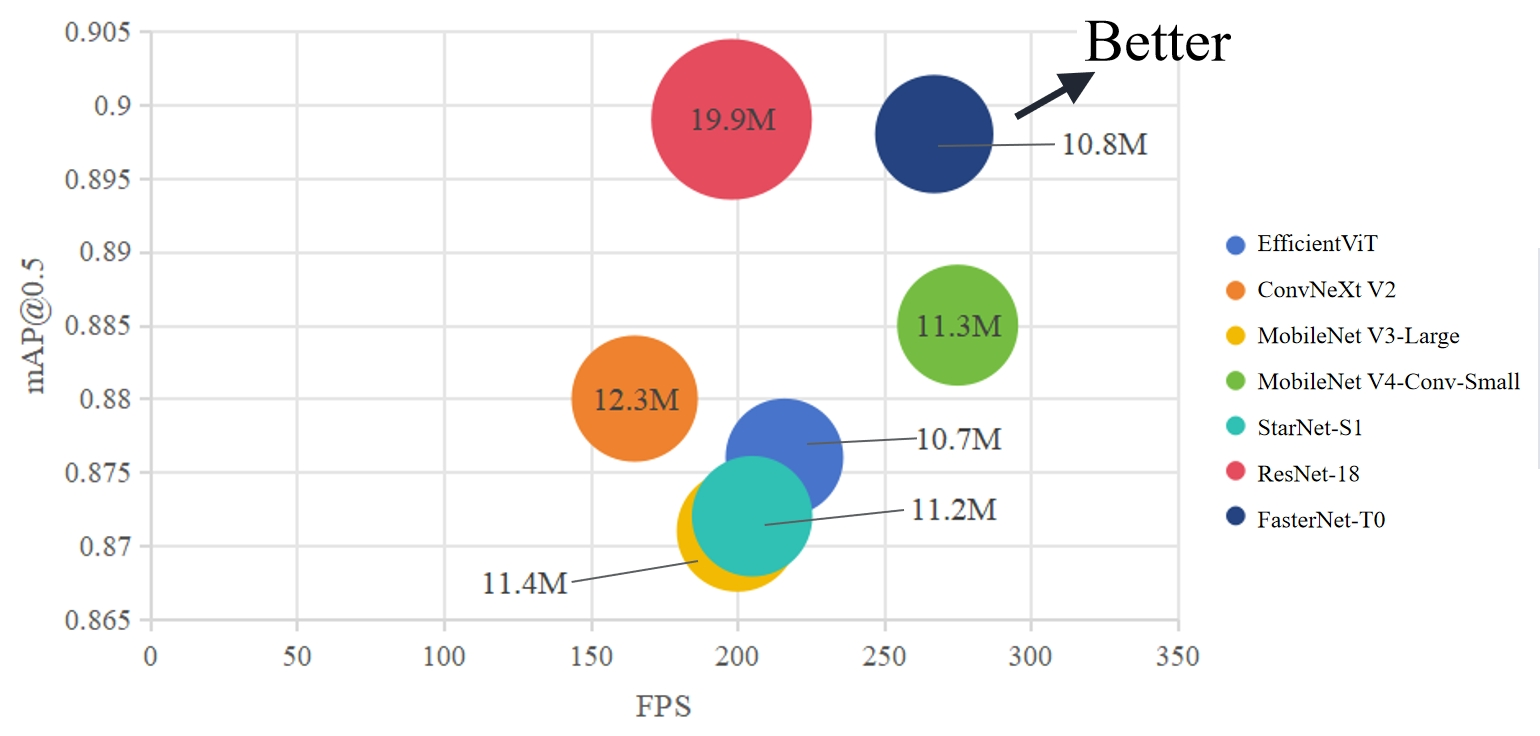 Better
0.905
0.9
0.895
0.89
0.885
0.88
0.875
0.87
0.865
mAP@0.5
19.9M
10.8M
11.3M
12.3M
10.7M
11.2M
11.4M
0 50 100 150 200 250 300 350
FPS
EfficientViT
ConvNeXt V2
MobileNet V3-Large
MobileNet V4-Conv-Small
StarNet-S1
ResNet-18
FasterNet-T0